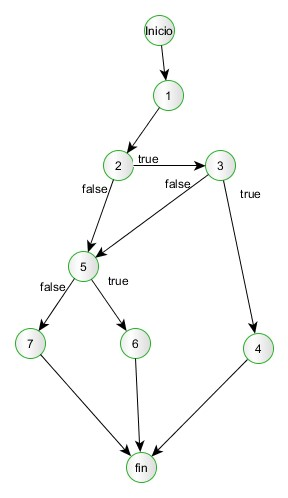 Inicio
1
2
true
3
false
false
true
5
false
true
7
6
4
fin